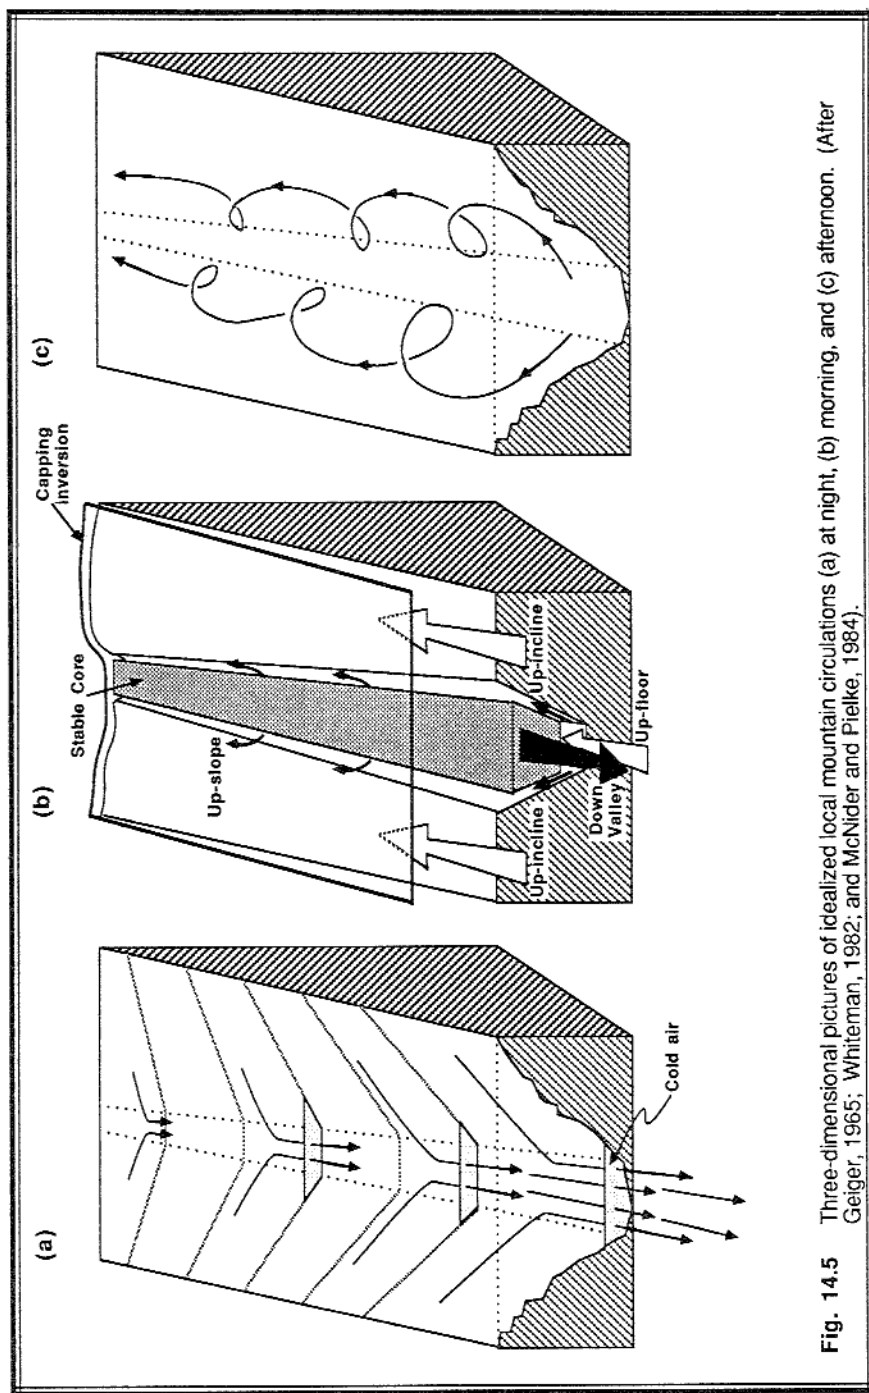 (a)
Cold air
(b)
Capping
inversion
Stable Core
Up-slope
Up-incline
Up-incline
Down
Valley
Up-floor
(c)
Fig. 14.5 Three-dimensional pictures of idealized local mountain circulations (a) at night, (b) morning, and (c) afternoon. (After
Geiger, 1965; Whiteman, 1982; and McNider and Pielke, 1984).